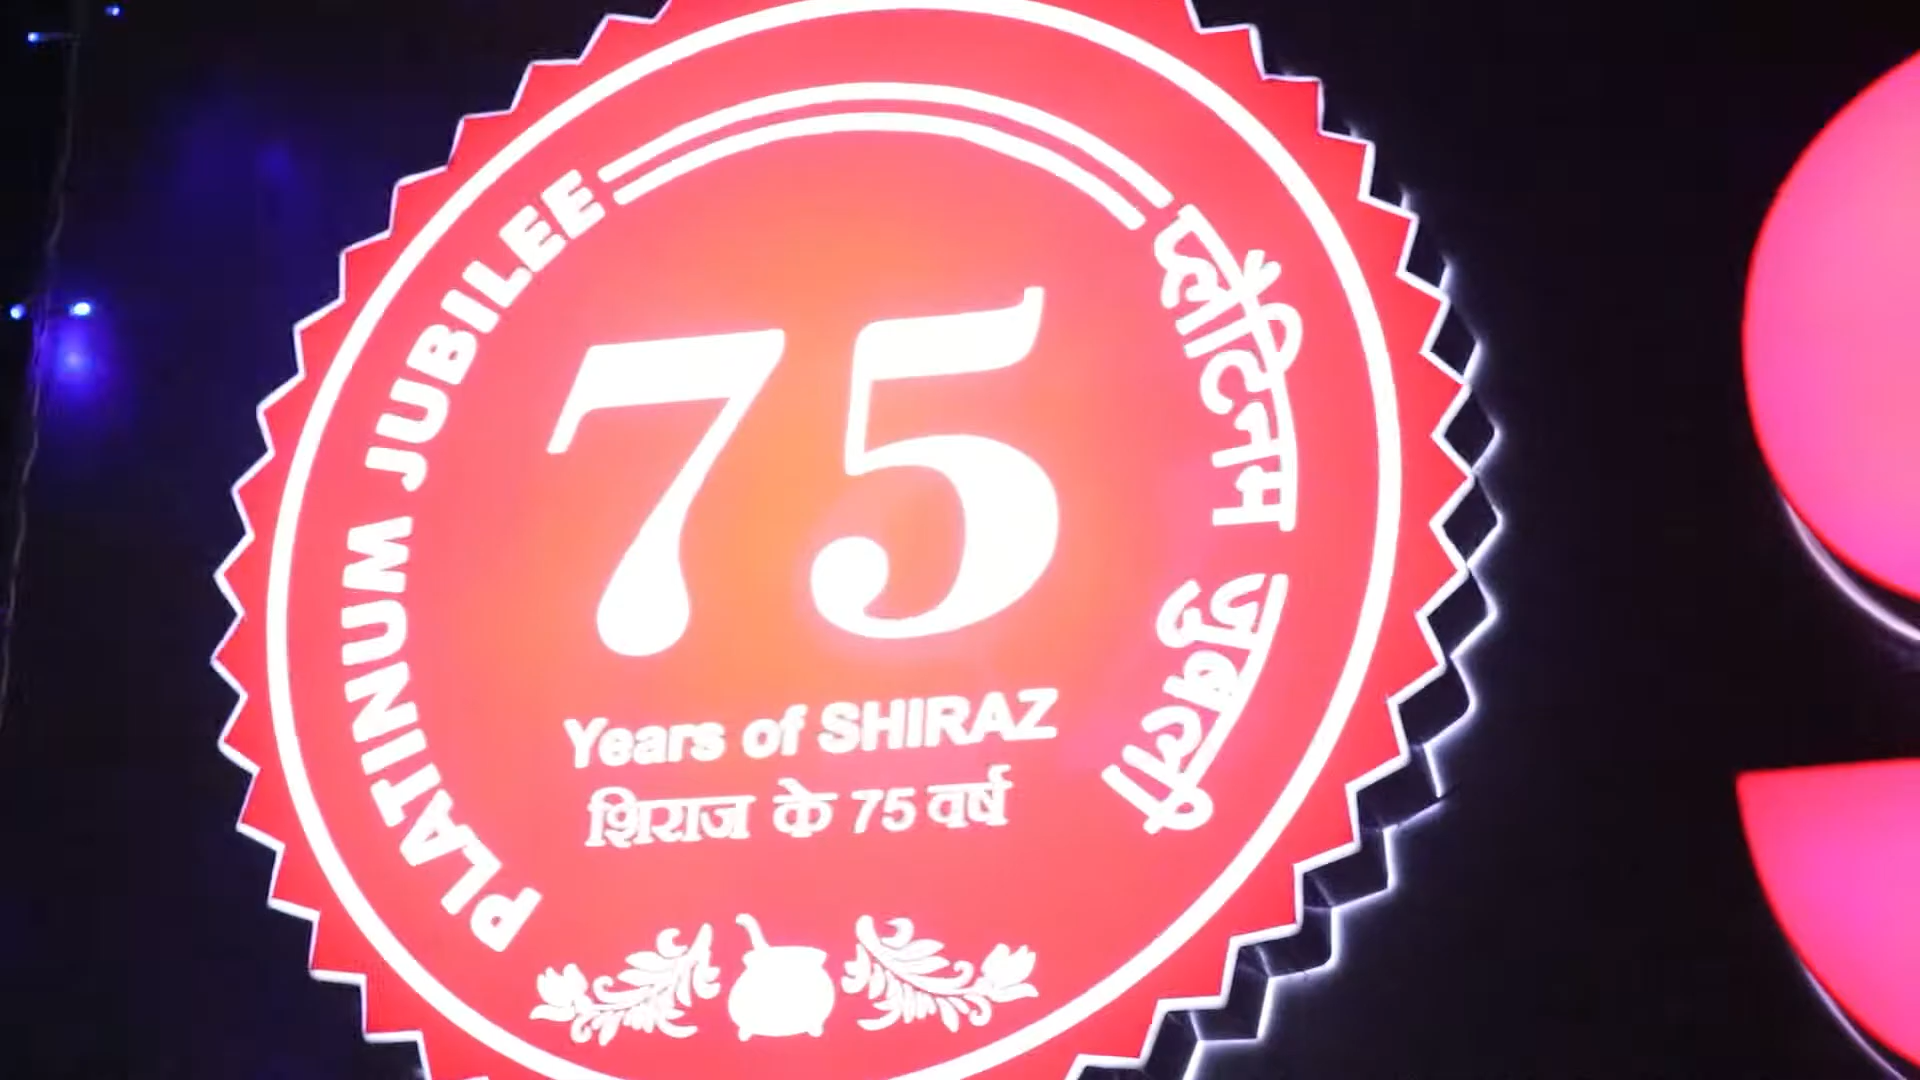 PLATINUM JUBILEE
प्लैटिनम जुबली
75
Years of SHIRAZ
शिराज के 75 वर्ष